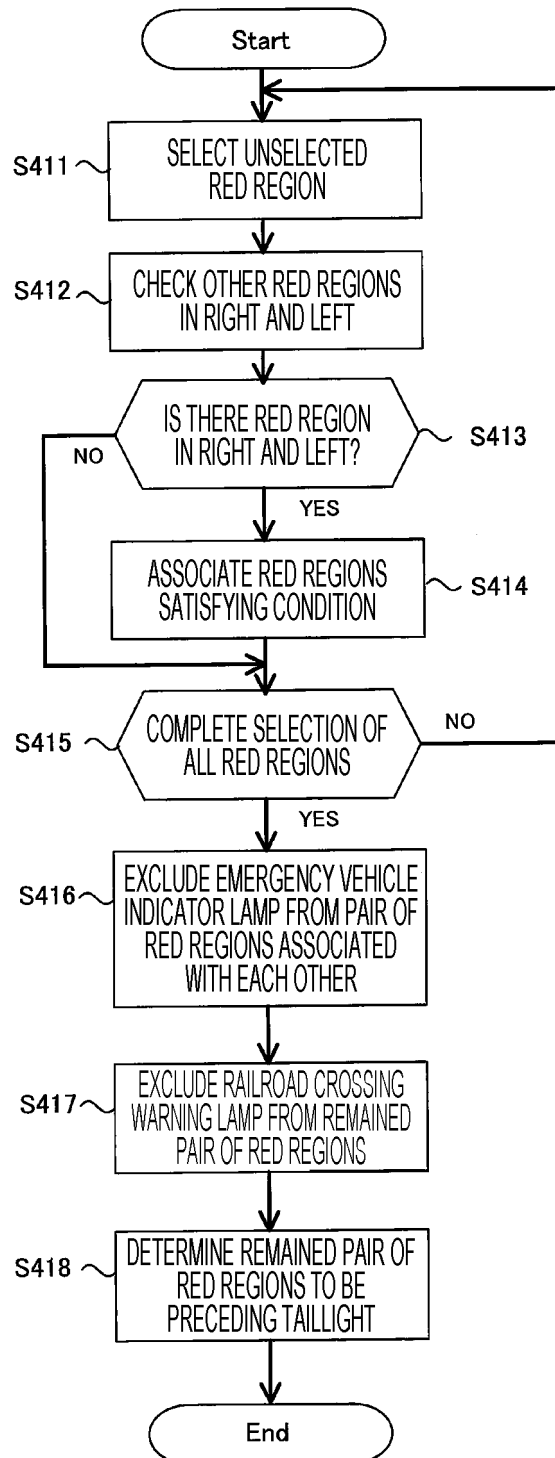 Start
S411
SELECT UNSELECTED
RED REGION
S412
CHECK OTHER RED REGIONS
IN RIGHT AND LEFT
IS THERE RED REGION
IN RIGHT AND LEFT?
S413
NO
YES
ASSOCIATE RED REGIONS
SATISFYING CONDITION
S414
S415
COMPLETE SELECTION OF
ALL RED REGIONS
NO
YES
S416
EXCLUDE EMERGENCY VEHICLE
INDICATOR LAMP FROM PAIR OF
RED REGIONS ASSOCIATED
WITH EACH OTHER
S417
EXCLUDE RAILROAD CROSSING
WARNING LAMP FROM REMAINED
PAIR OF RED REGIONS
S418
DETERMINE REMAINED PAIR OF
RED REGIONS TO BE
PRECEDING TAILLIGHT
End